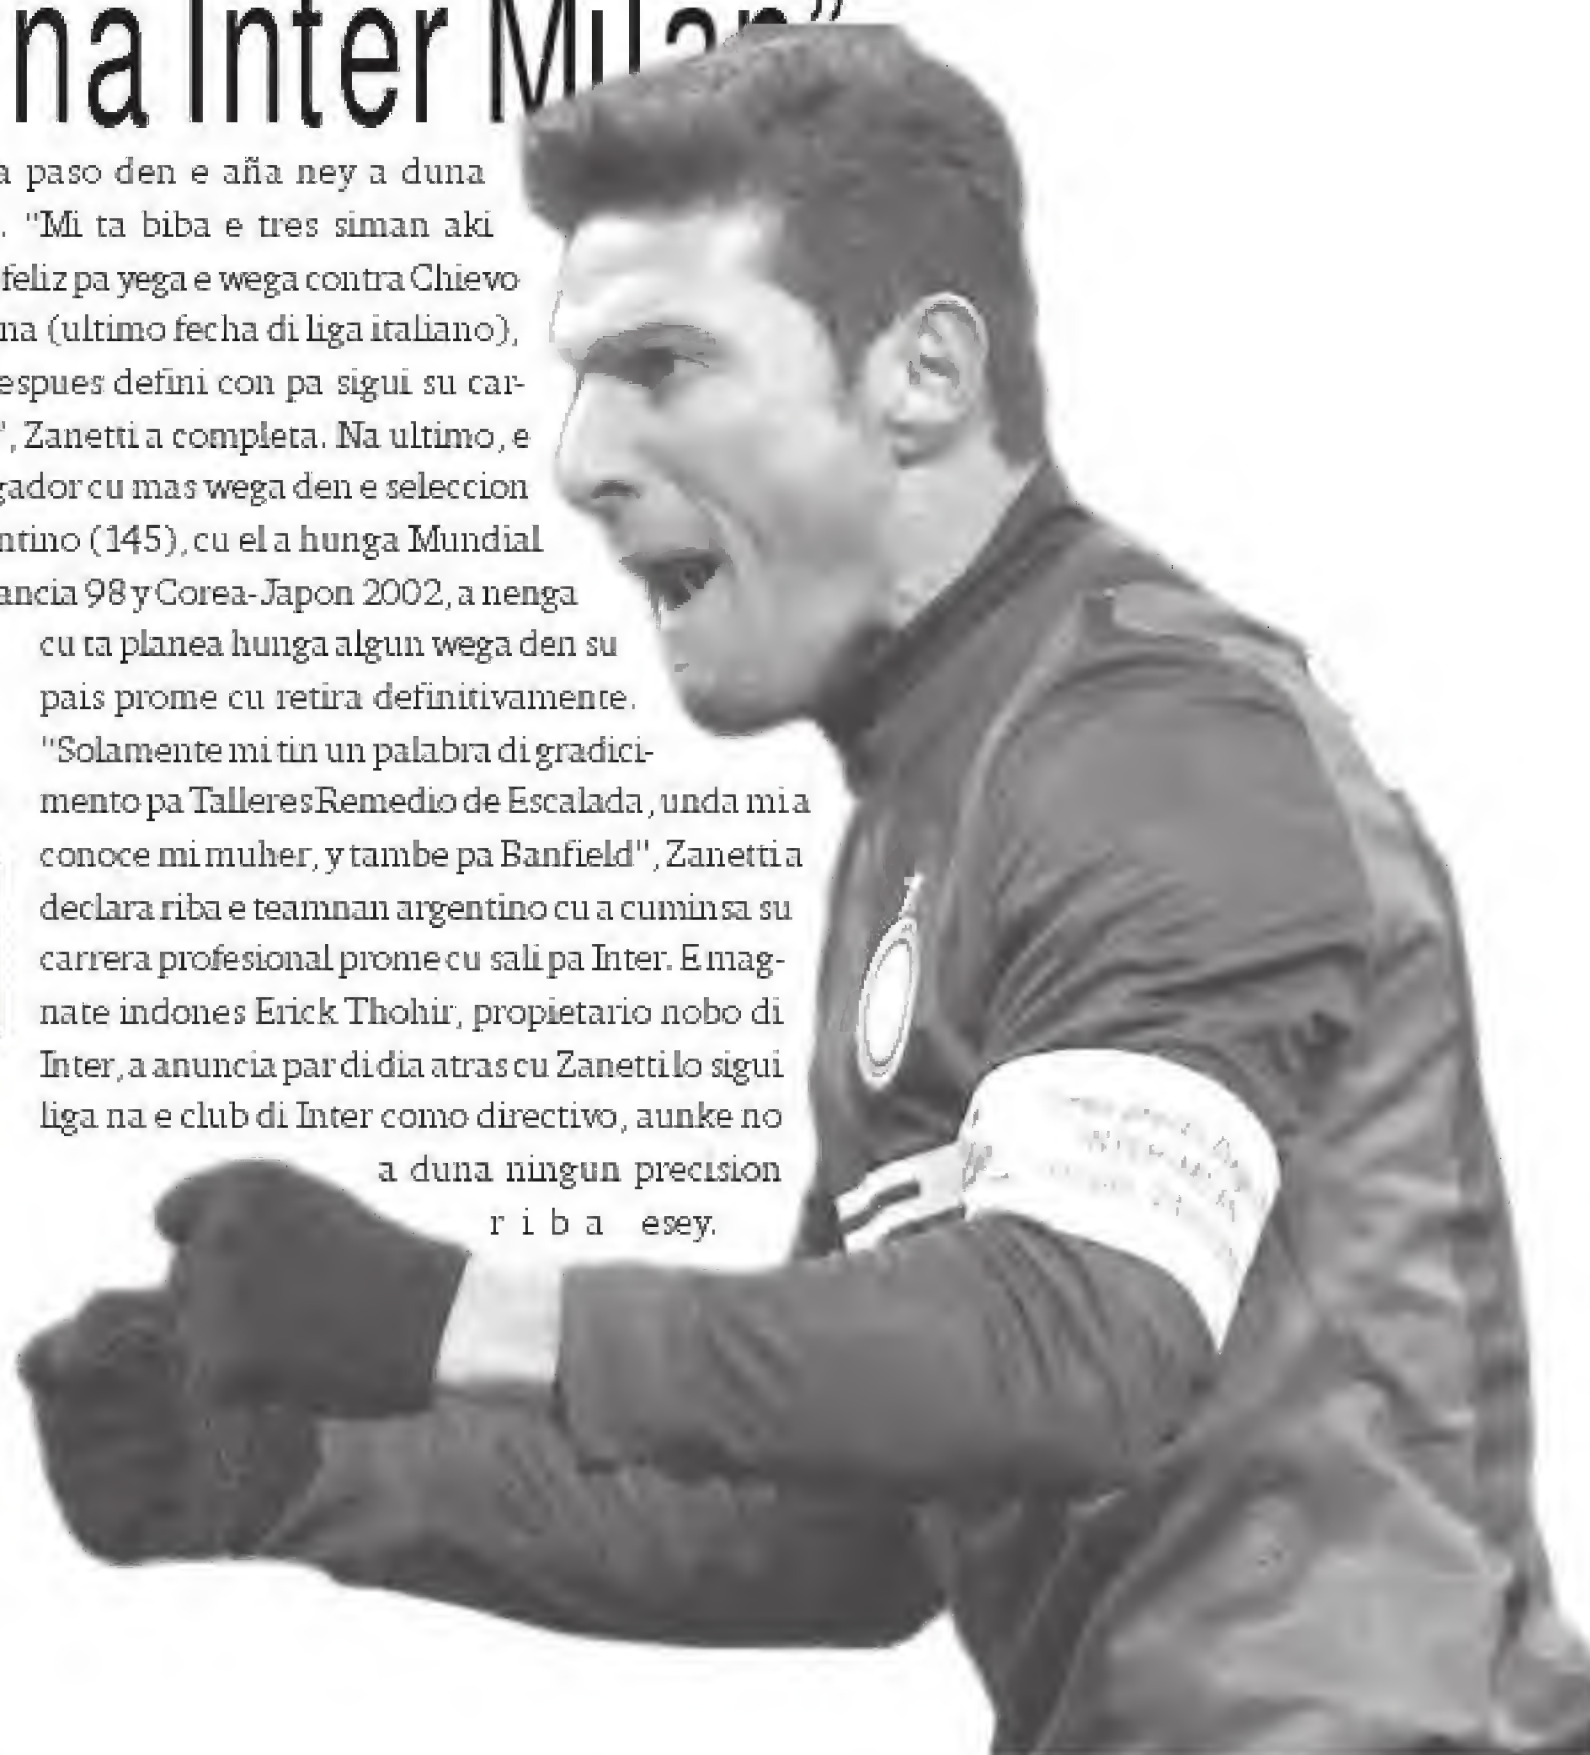 na Inter Milan”
a paso den e aña ney a duna
. "Mi ta biba e tres siman aki
feliz pa yega e wega contra Chievo
na (ultimo fecha di liga italiano),
espues defini con pa sigui su car-
", Zanetti a completa. Na ultimo, e
gador cu mas wega den e seleccion
ntino (145), cu el a hunga Mundial
ancia 98 y Corea-Japon 2002, a nenga
cu ta planea hunga algun wega den su
pais prome cu retira definitivamente.
"Solamente mi tin un palabra di gradici-
mento pa Talleres Remedio de Escalada, unda mi a
conoce mi muher, y tambe pa Banfield", Zanetti a
declara riba e teamnan argentino cu a cuminsa su
carrera profesional prome cu sali pa Inter. E mag-
nate indones Erick Thohir, propietario nobo di
Inter, a anuncia par di dia atras cu Zanetti lo sigui
liga na e club di Inter como directivo, aunke no
a duna ningun precision
riba esey.